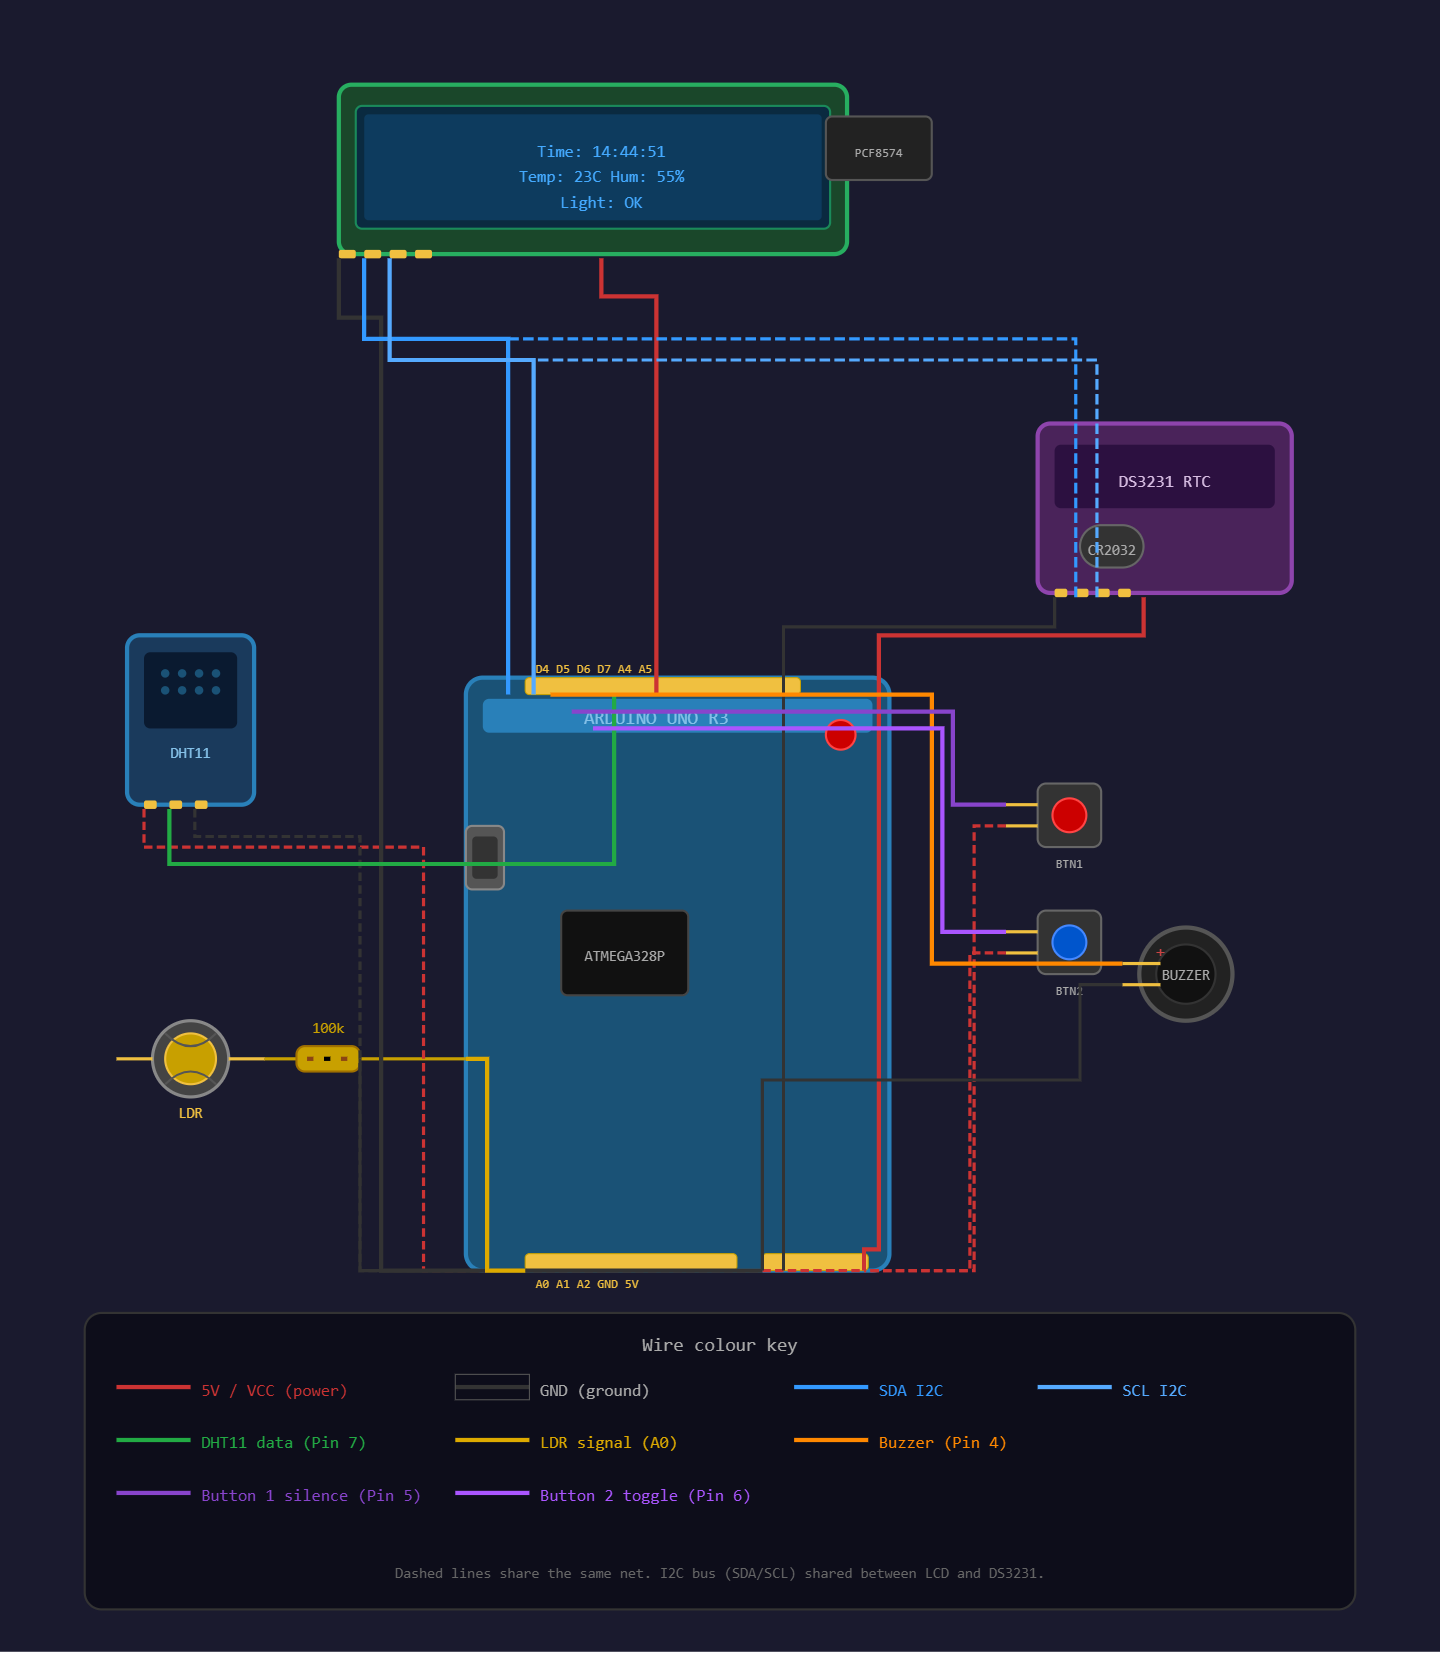 Time: 14:44:51
Temp: 23C Hum: 55%
Light: OK
PCF8574
DS3231 RTC
CR2032
D4 D5 D6 D7 A4 A5
ARDUINO UNO R3
DHT11
BTN1
ATMEGA328P
+
BUZZER
BTN2
100k
LDR
A0 A1 A2 GND 5V
Wire colour key
5V / VCC (power)
GND (ground)
SDA I2C
SCL I2C
DHT11 data (Pin 7)
LDR signal (A0)
Buzzer (Pin 4)
Button 1 silence (Pin 5)
Button 2 toggle (Pin 6)
Dashed lines share the same net. I2C bus (SDA/SCL) shared between LCD and DS3231.